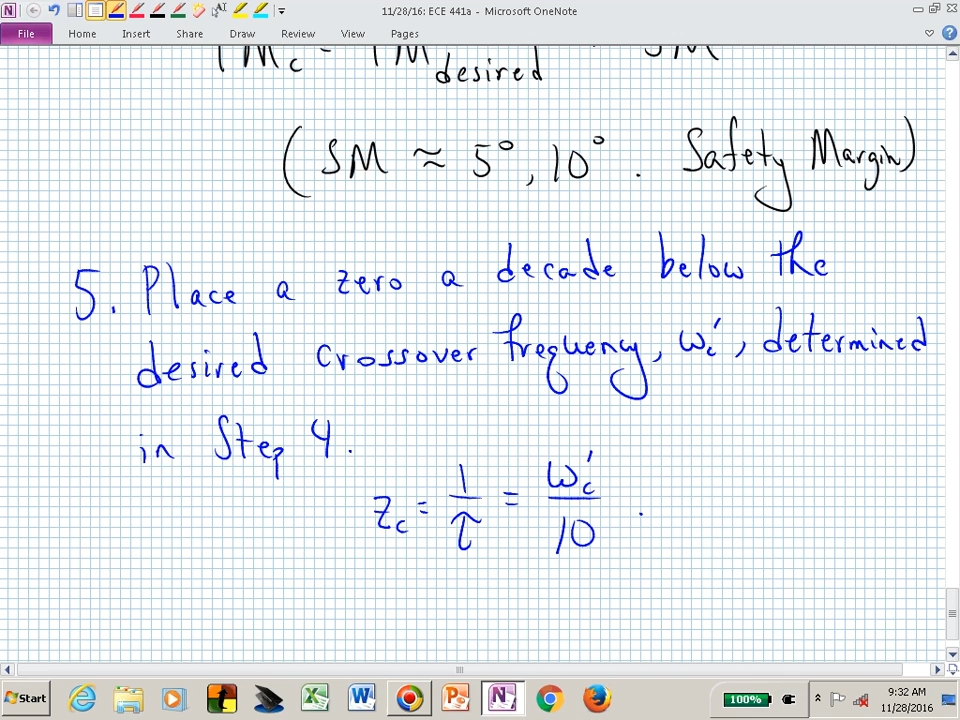 11/28/16: ECE 441a - Microsoft OneNote
File Home Insert Share Draw Review View Pages
desired
(SM ≈ 5°, 10°. Safety Margin)
5. Place a zero a decade below the
desired crossover frequency, ωc', determined
in Step 4.
zc = 1/τ = ωc'/10.
Start
100%
9:32 AM
11/28/2016